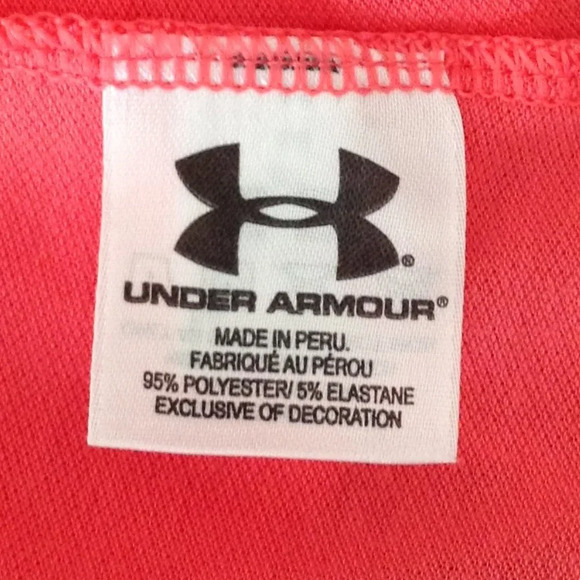 ®
UNDER ARMOUR®
MADE IN PERU.
FABRIQUÉ AU PÉROU
95% POLYESTER/ 5% ELASTANE
EXCLUSIVE OF DECORATION